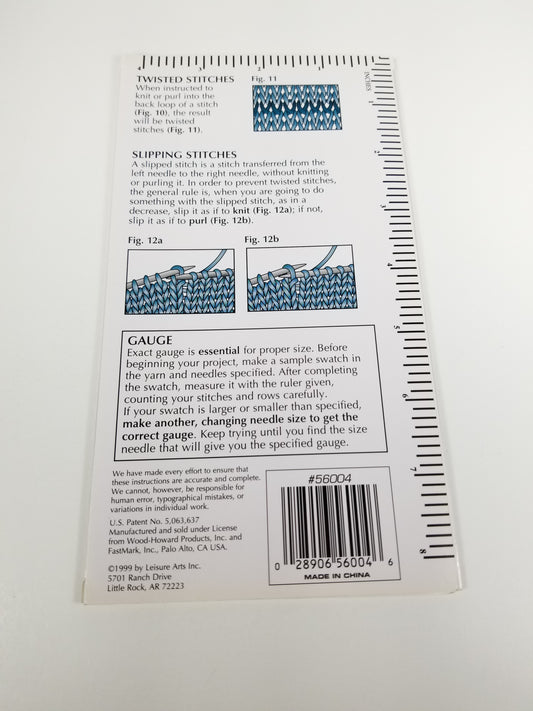 4 3 2 1
INCHES
1
2
3
4
5
6
7
8
TWISTED STITCHES
When instructed to
knit or purl into the
back loop of a stitch
(Fig. 10), the result
will be twisted
stitches (Fig. 11).
Fig. 11
SLIPPING STITCHES
A slipped stitch is a stitch transferred from the
left needle to the right needle, without knitting
or purling it. In order to prevent twisted stitches,
the general rule is, when you are going to do
something with the slipped stitch, as in a
decrease, slip it as if to knit (Fig. 12a); if not,
slip it as if to purl (Fig. 12b).
Fig. 12a
Fig. 12b
GAUGE
Exact gauge is essential for proper size. Before
beginning your project, make a sample swatch in
the yarn and needles specified. After completing
the swatch, measure it with the ruler given,
counting your stitches and rows carefully.
If your swatch is larger or smaller than specified,
make another, changing needle size to get the
correct gauge. Keep trying until you find the size
needle that will give you the specified gauge.
We have made every effort to ensure that
these instructions are accurate and complete.
We cannot, however, be responsible for
human error, typographical mistakes, or
variations in individual work.
U.S. Patent No. 5,063,637
Manufactured and sold under License
from Wood-Howard Products, Inc. and
FastMark, Inc., Palo Alto, CA USA.
©1999 by Leisure Arts Inc.
5701 Ranch Drive
Little Rock, AR 72223
#56004
0 28906 56004 6
MADE IN CHINA